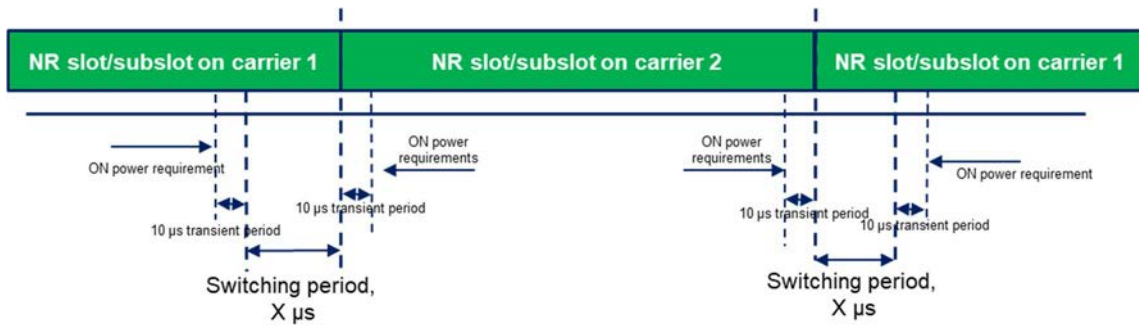 NR slot/subslot on carrier 1
NR slot/subslot on carrier 2
NR slot/subslot on carrier 1
ON power requirement
10 µs transient period
ON power
requirements
10 µs transient period
Switching period,
X µs
ON power
requirements
10 µs transient period
ON power requirement
10 µs transient period
Switching period,
X µs